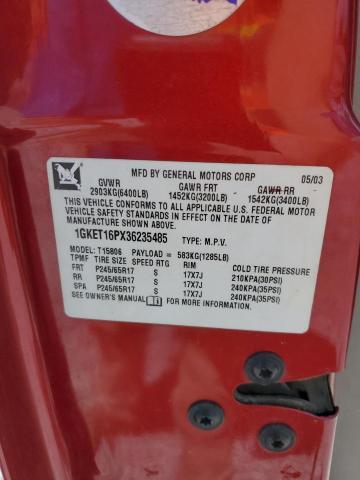 MFD BY GENERAL MOTORS CORP 05/03
GVWR GAWR FRT GAWR RR
2903KG(6400LB) 1452KG(3200LB) 1542KG(3400LB)
THIS VEHICLE CONFORMS TO ALL APPLICABLE U.S. FEDERAL MOTOR
VEHICLE SAFETY STANDARDS IN EFFECT ON THE DATE OF
MANUFACTURE SHOWN ABOVE.
1GKET16PX36235485 TYPE: M.P.V.
MODEL: T15806 PAYLOAD = 583KG(1285LB)
TPMF TIRE SIZE SPEED RTG RIM COLD TIRE PRESSURE
FRT P245/65R17 S 17X7J 210KPA(30PSI)
RR P245/65R17 S 17X7J 240KPA(35PSI)
SPA P245/65R17 S 17X7J 240KPA(35PSI)
SEE OWNER'S MANUAL FOR MORE INFORMATION.